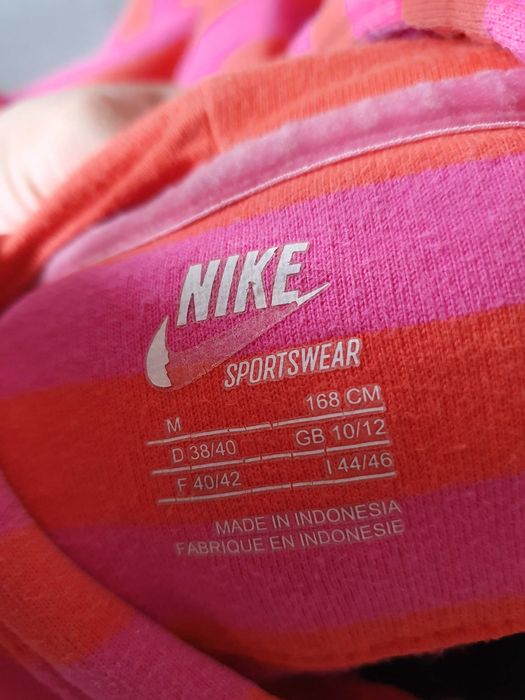 NIKE
SPORTSWEAR
M 168 CM
D 38/40 GB 10/12
F 40/42 I 44/46
MADE IN INDONESIA
FABRIQUE EN INDONESIE